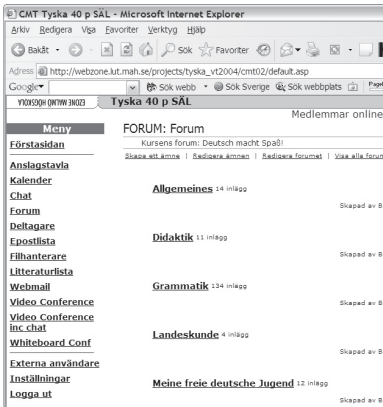 CMT Tyska 40 p SÄL - Microsoft Internet Explorer
Arkiv Redigera Visa Favoriter Verktyg Hjälp
Bakåt Sök Favoriter
Adress http://webzone.lut.mah.se/projects/tyska_vt2004/cmt02/default.asp
Google Sök webb Sök Sverige Sök webbplats
MALMÖ HÖGSKOLA Tyska 40 p SÄL
Medlemmar online
Meny
FORUM: Forum
Förstasidan
Kursens forum: Deutsch macht Spaß!
Skapa ett ämne | Redigera ämnen | Redigera forumet | Visa alla forum
Anslagstavla
Kalender
Chat
Forum
Deltagare
Epostlista
Filhanterare
Litteraturlista
Webmail
Video Conference
Video Conference
inc chat
Whiteboard Conf
Externa användare
Inställningar
Logga ut
Allgemeines 14 inlägg
Skapad av B
Didaktik 11 inlägg
Skapad av B
Grammatik 134 inlägg
Skapad av B
Landeskunde 4 inlägg
Skapad av B
Meine freie deutsche Jugend 12 inlägg
Skapad av B